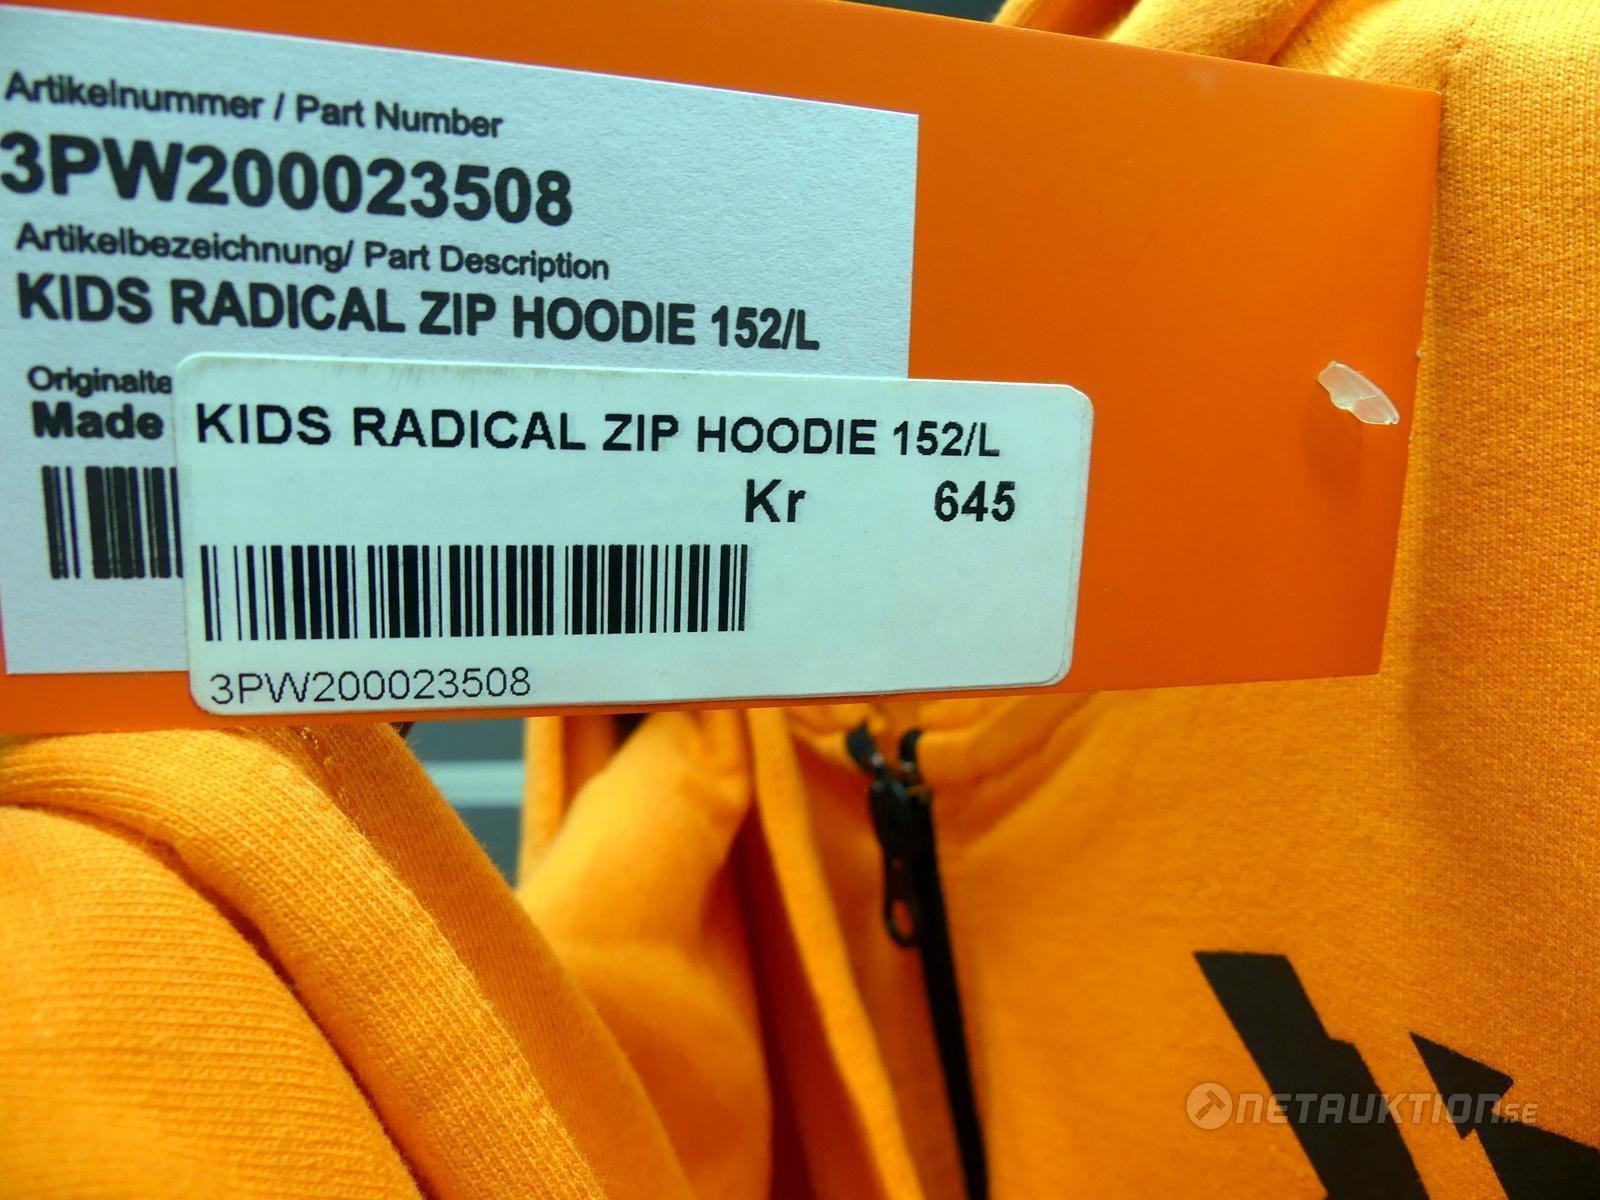 Artikelnummer / Part Number
3PW200023508
Artikelbezeichnung/ Part Description
KIDS RADICAL ZIP HOODIE 152/L
Originalte
Made
KIDS RADICAL ZIP HOODIE 152/L
Kr 645
3PW200023508
NETAUKTION.SE